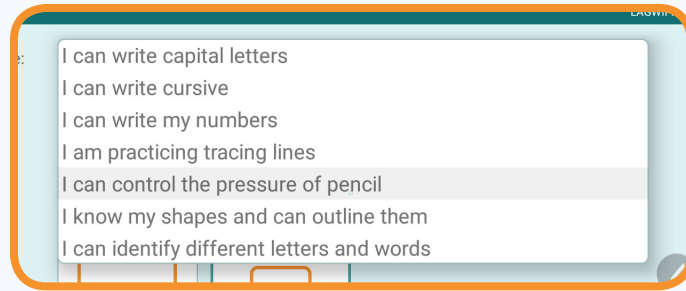 e:
I can write capital letters
I can write cursive
I can write my numbers
I am practicing tracing lines
I can control the pressure of pencil
I know my shapes and can outline them
I can identify different letters and words